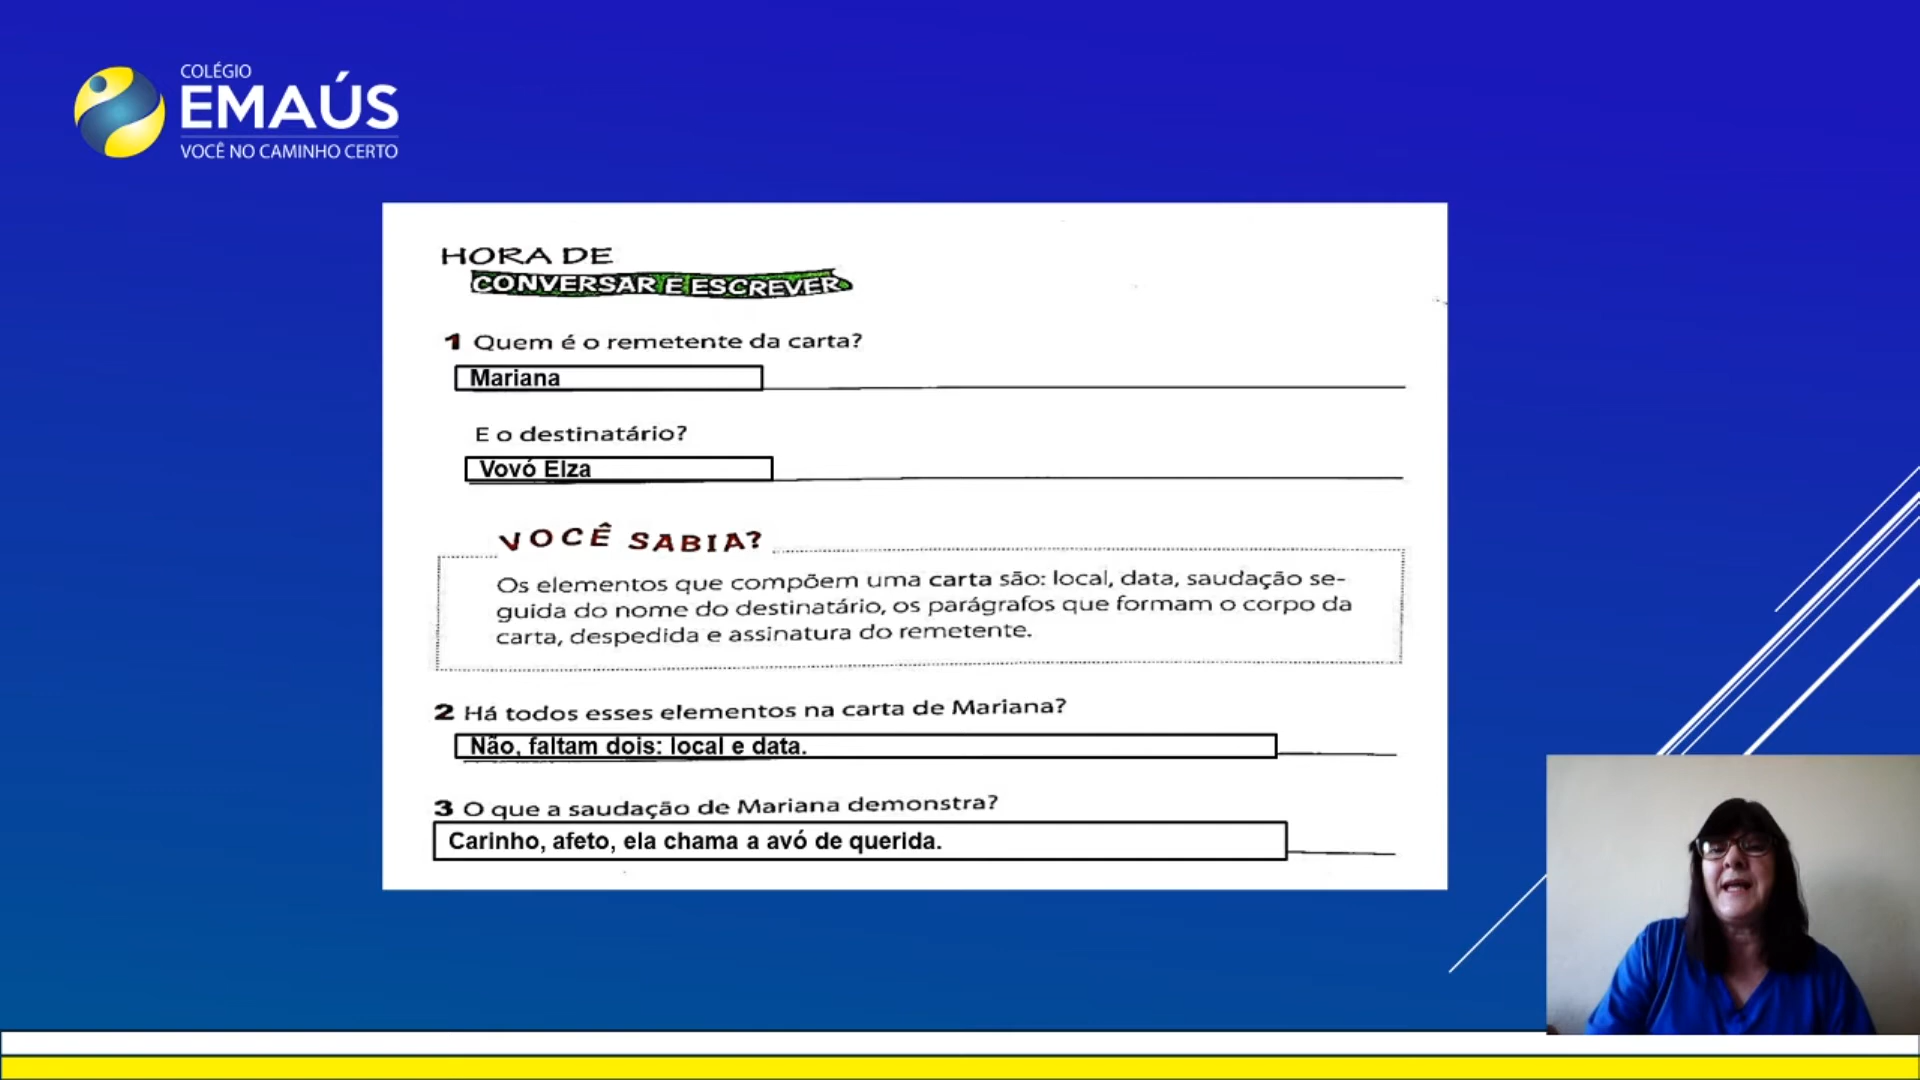 COLÉGIO
EMAÚS
VOCÊ NO CAMINHO CERTO
HORA DE
CONVERSAR E ESCREVER
1 Quem é o remetente da carta?
Mariana
E o destinatário?
Vovó Elza
VOCÊ SABIA?
Os elementos que compõem uma carta são: local, data, saudação se-
guida do nome do destinatário, os parágrafos que formam o corpo da
carta, despedida e assinatura do remetente.
2 Há todos esses elementos na carta de Mariana?
Não, faltam dois: local e data.
3 O que a saudação de Mariana demonstra?
Carinho, afeto, ela chama a avó de querida.